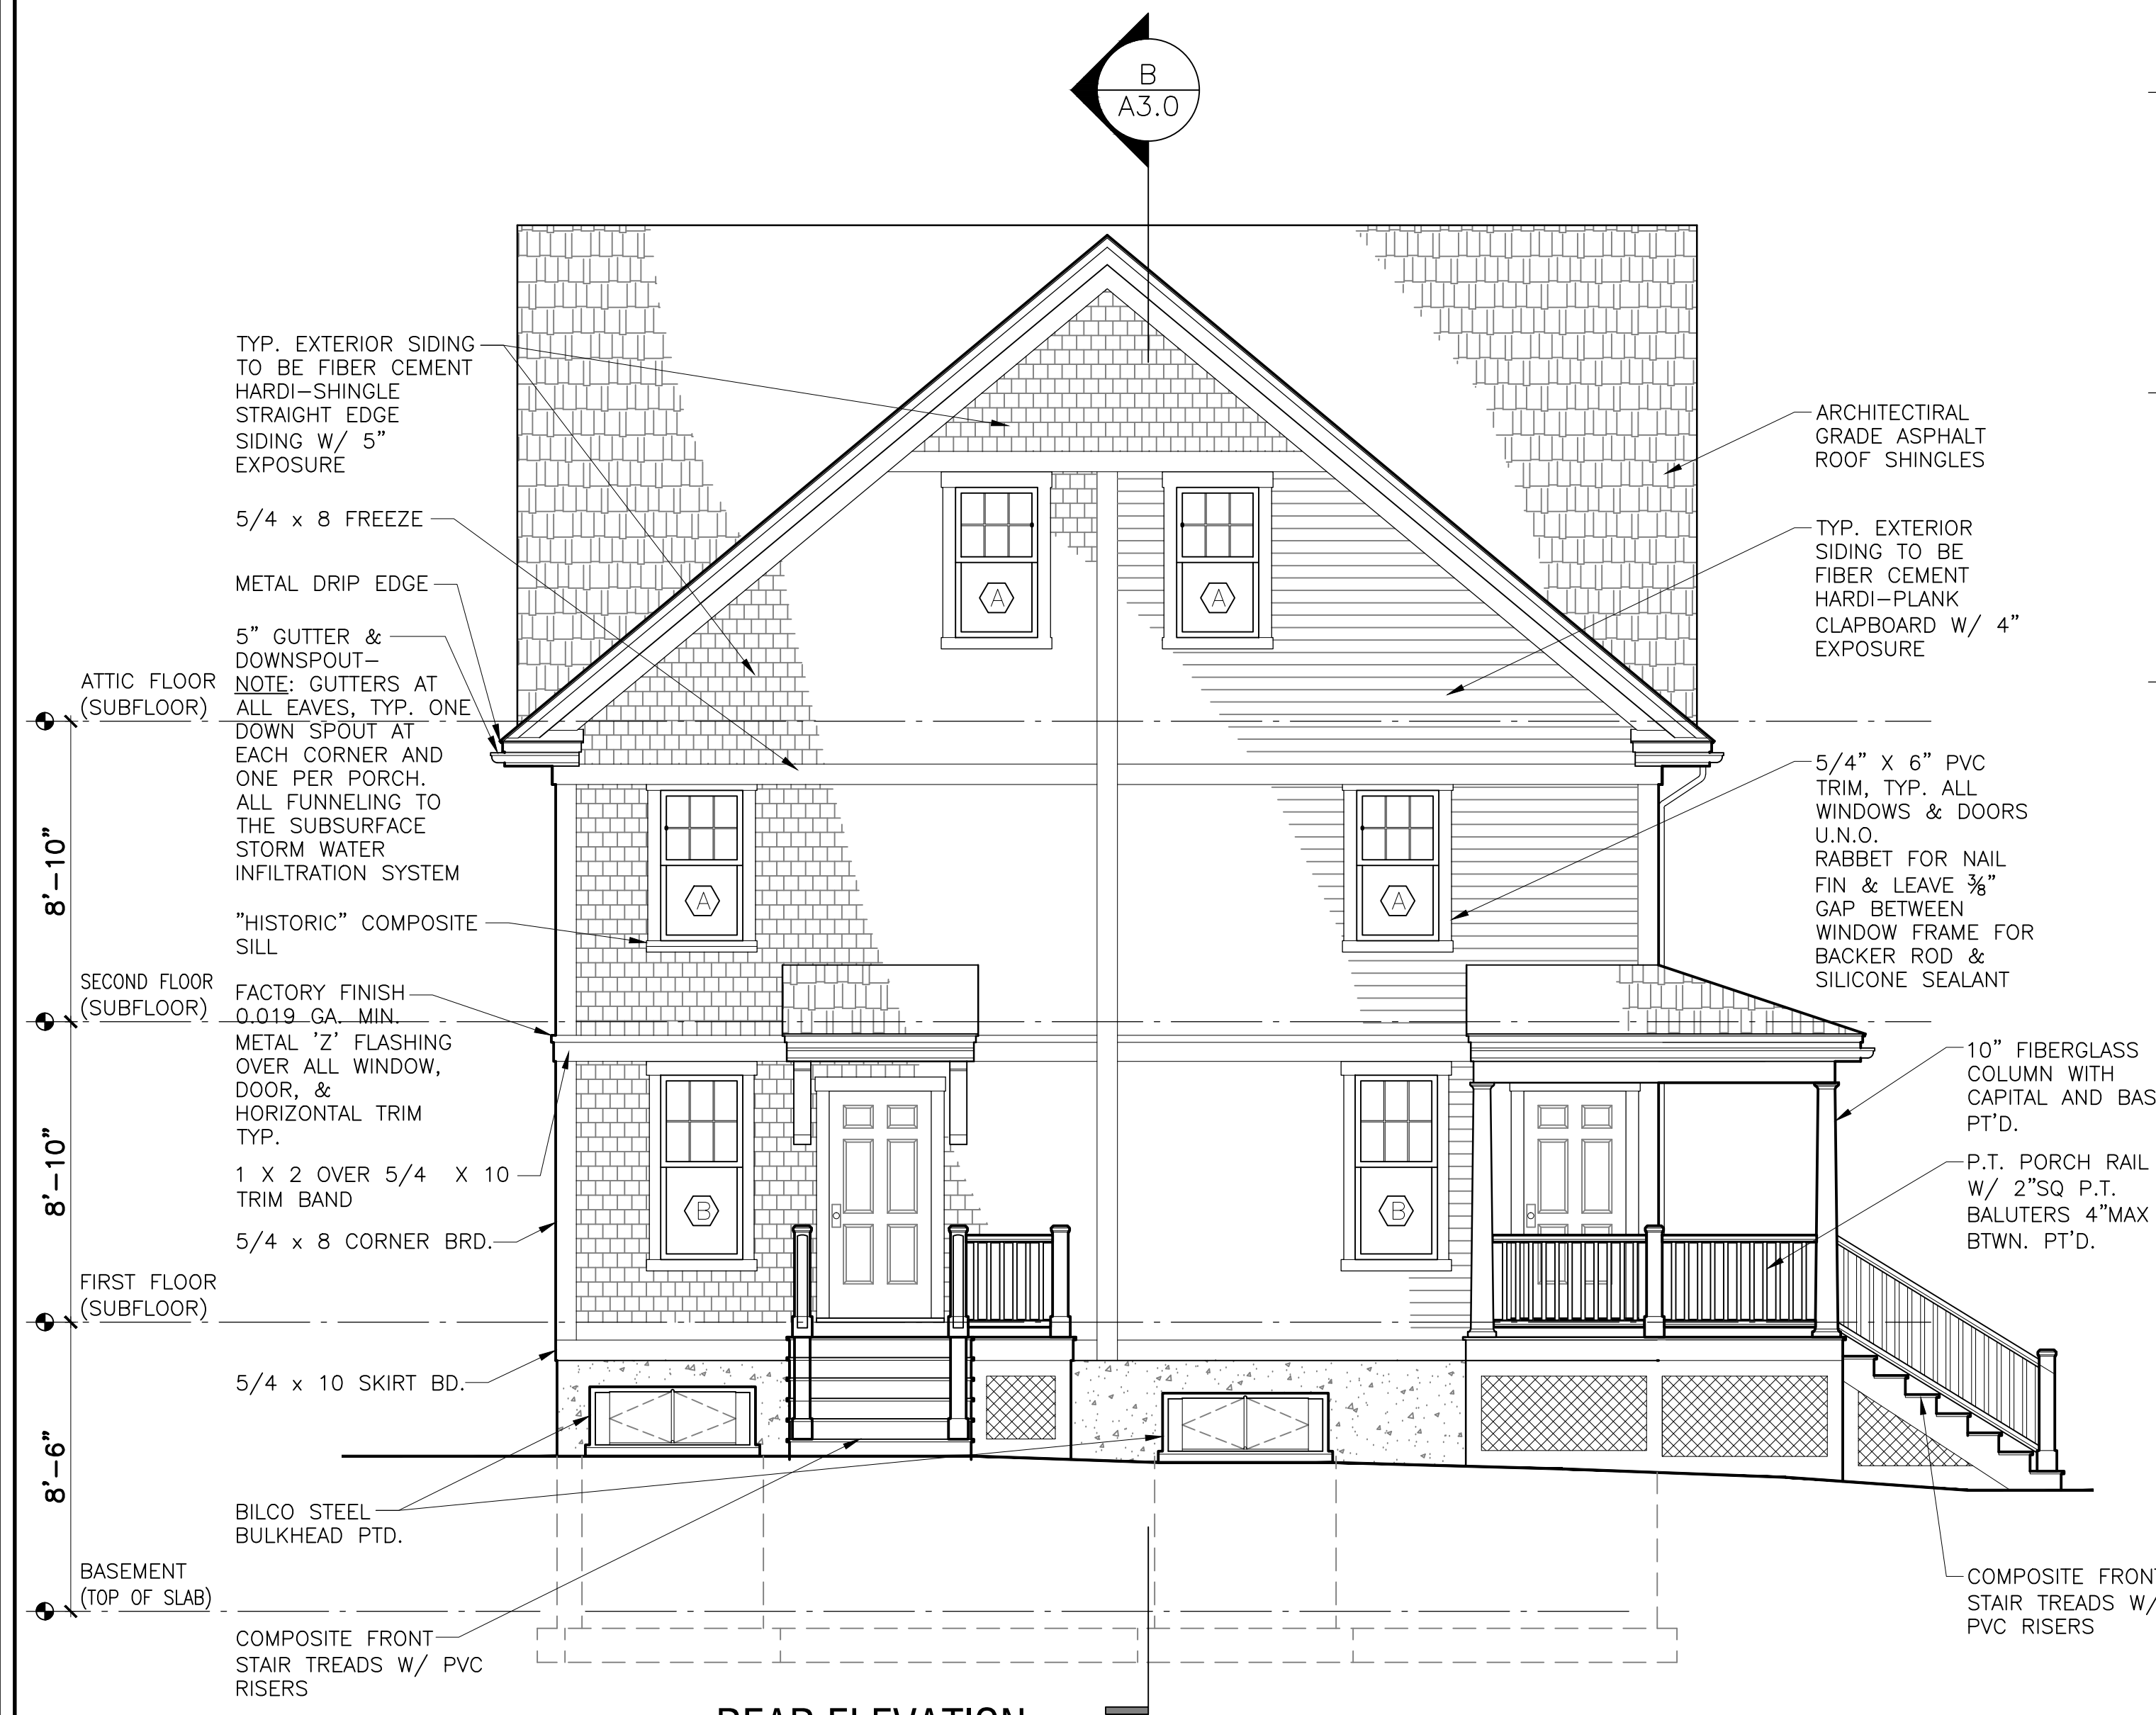 B
A3.0
TYP. EXTERIOR SIDING
TO BE FIBER CEMENT
HARDI-SHINGLE
STRAIGHT EDGE
SIDING W/ 5"
EXPOSURE
5/4 x 8 FREEZE
METAL DRIP EDGE
5" GUTTER &
DOWNSPOUT-
NOTE: GUTTERS AT
ALL EAVES, TYP. ONE
DOWN SPOUT AT
EACH CORNER AND
ONE PER PORCH.
ALL FUNNELING TO
THE SUBSURFACE
STORM WATER
INFILTRATION SYSTEM
"HISTORIC" COMPOSITE
SILL
FACTORY FINISH
0.019 GA. MIN.
METAL 'Z' FLASHING
OVER ALL WINDOW,
DOOR, &
HORIZONTAL TRIM
TYP.
1 X 2 OVER 5/4 X 10
TRIM BAND
5/4 x 8 CORNER BRD.
5/4 x 10 SKIRT BD.
BILCO STEEL
BULKHEAD PTD.
COMPOSITE FRONT
STAIR TREADS W/ PVC
RISERS
ATTIC FLOOR
(SUBFLOOR)
8'-10"
SECOND FLOOR
(SUBFLOOR)
8'-10"
FIRST FLOOR
(SUBFLOOR)
8'-6"
BASEMENT
(TOP OF SLAB)
A
A
A
A
B
B
ARCHITECTIRAL
GRADE ASPHALT
ROOF SHINGLES
TYP. EXTERIOR
SIDING TO BE
FIBER CEMENT
HARDI-PLANK
CLAPBOARD W/ 4"
EXPOSURE
5/4" X 6" PVC
TRIM, TYP. ALL
WINDOWS & DOORS
U.N.O.
RABBET FOR NAIL
FIN & LEAVE ⅜"
GAP BETWEEN
WINDOW FRAME FOR
BACKER ROD &
SILICONE SEALANT
10" FIBERGLASS
COLUMN WITH
CAPITAL AND BAS
PT'D.
P.T. PORCH RAIL
W/ 2"SQ P.T.
BALUTERS 4"MAX
BTWN. PT'D.
COMPOSITE FRONT
STAIR TREADS W/
PVC RISERS
REAR ELEVATION